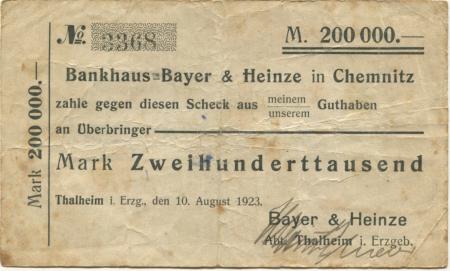 № 3368
M. 200 000.—
Bankhaus Bayer & Heinze in Chemnitz
zahle gegen diesen Scheck aus meinem Guthaben
unserem
an Überbringer
Mark Zweihunderttausend
Thalheim i. Erzg., den 10. August 1923.
Bayer & Heinze
Abt. Thalheim i. Erzgeb.
Mark 200 000.—